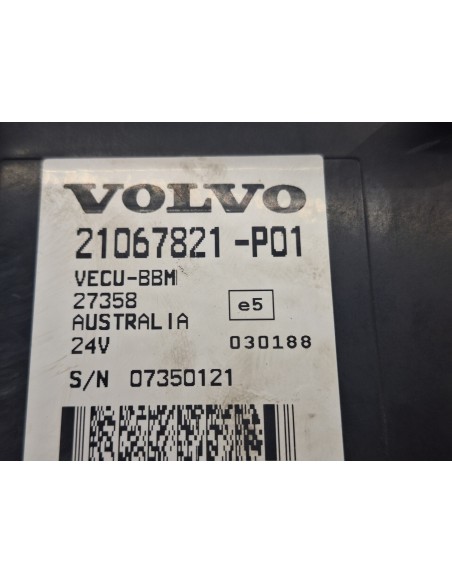 VOLVO
21067821-P01
VECU-BBM
27358
e5
AUSTRALIA
24V 030188
S/N 07350121